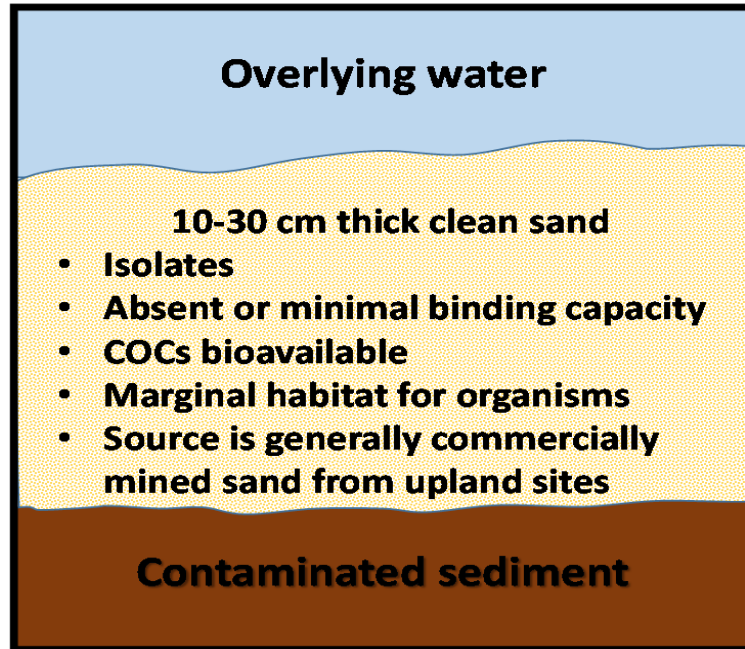 Overlying water
10-30 cm thick clean sand
• Isolates
• Absent or minimal binding capacity
• COCs bioavailable
• Marginal habitat for organisms
• Source is generally commercially
mined sand from upland sites
Contaminated sediment